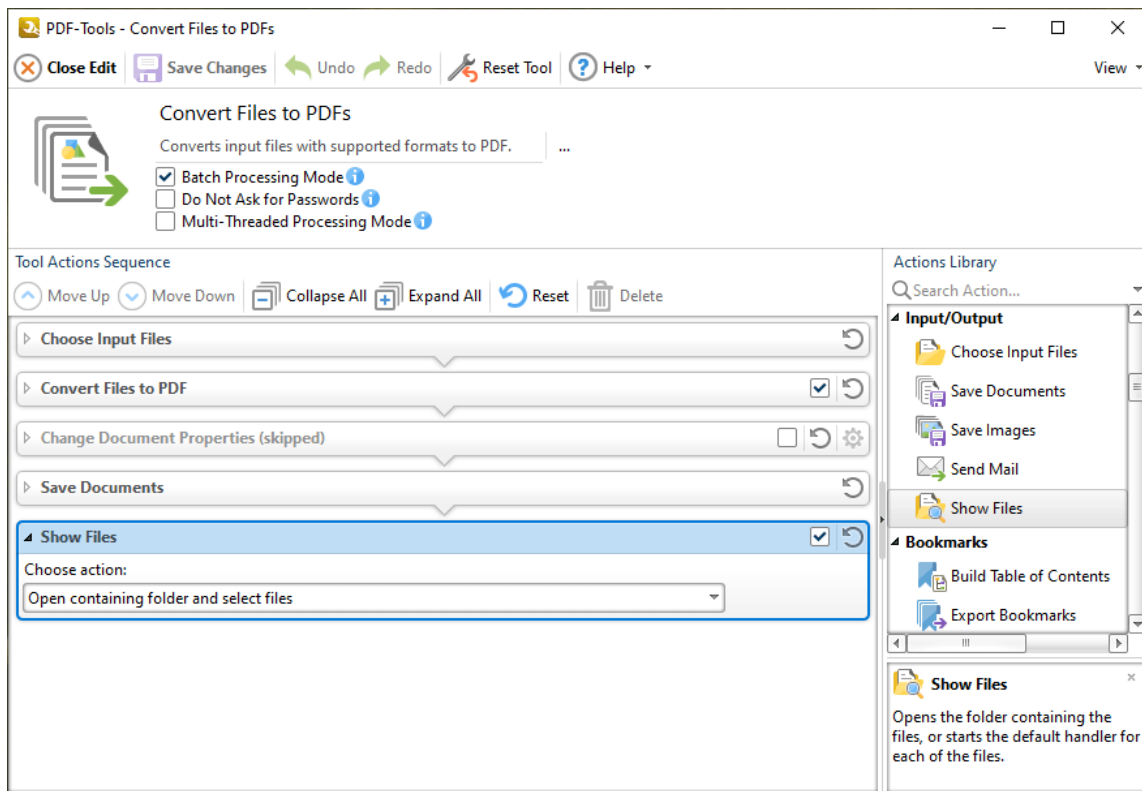 PDF-Tools - Convert Files to PDFs
Close Edit Save Changes Undo Redo Reset Tool Help View
Convert Files to PDFs
Converts input files with supported formats to PDF. ...
Batch Processing Mode
Do Not Ask for Passwords
Multi-Threaded Processing Mode
Tool Actions Sequence
Move Up Move Down Collapse All Expand All Reset Delete
Choose Input Files
Convert Files to PDF
Change Document Properties (skipped)
Save Documents
Show Files
Choose action:
Open containing folder and select files
Actions Library
Search Action...
Input/Output
Choose Input Files
Save Documents
Save Images
Send Mail
Show Files
Bookmarks
Build Table of Contents
Export Bookmarks
Show Files
Opens the folder containing the
files, or starts the default handler for
each of the files.